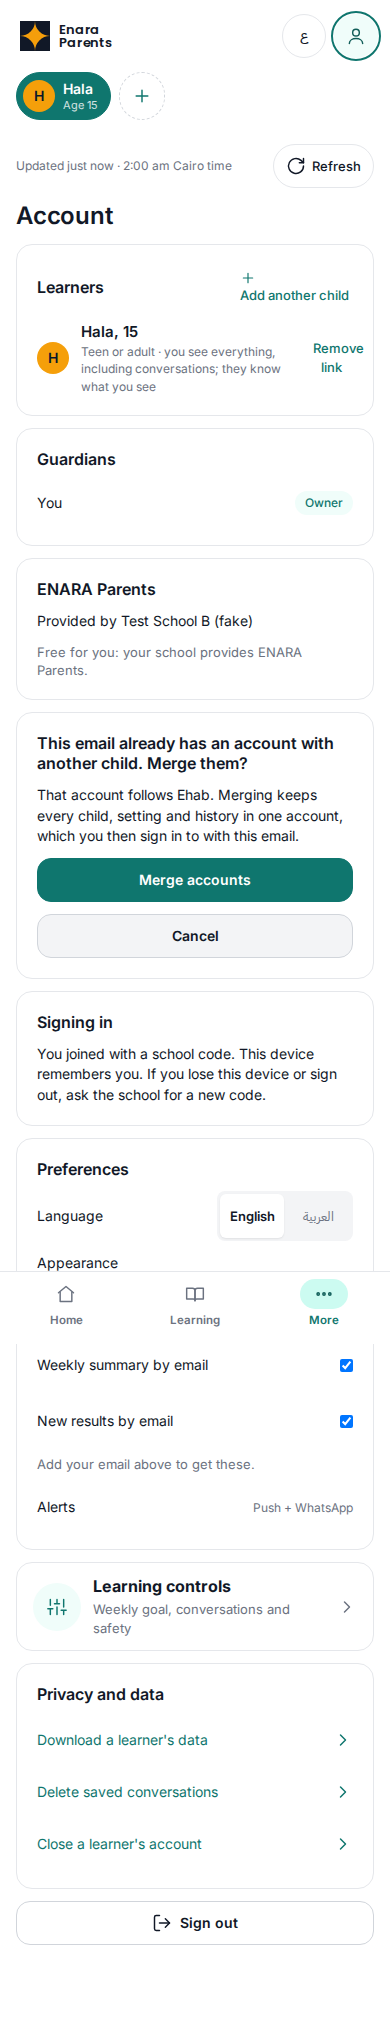 Enara
Parents
ع
H
Hala
Age 15
Updated just now · 2:00 am Cairo time
Refresh
Account
Learners
Add another child
H
Hala, 15
Teen or adult · you see everything,
including conversations; they know
what you see
Remove
link
Guardians
You
Owner
ENARA Parents
Provided by Test School B (fake)
Free for you: your school provides ENARA
Parents.
This email already has an account with
another child. Merge them?
That account follows Ehab. Merging keeps
every child, setting and history in one account,
which you then sign in to with this email.
Merge accounts
Cancel
Signing in
You joined with a school code. This device
remembers you. If you lose this device or sign
out, ask the school for a new code.
Preferences
Language
English
العربية
Appearance
Home
Learning
More
Weekly summary by email
New results by email
Add your email above to get these.
Alerts
Push + WhatsApp
Learning controls
Weekly goal, conversations and
safety
Privacy and data
Download a learner's data
Delete saved conversations
Close a learner's account
Sign out